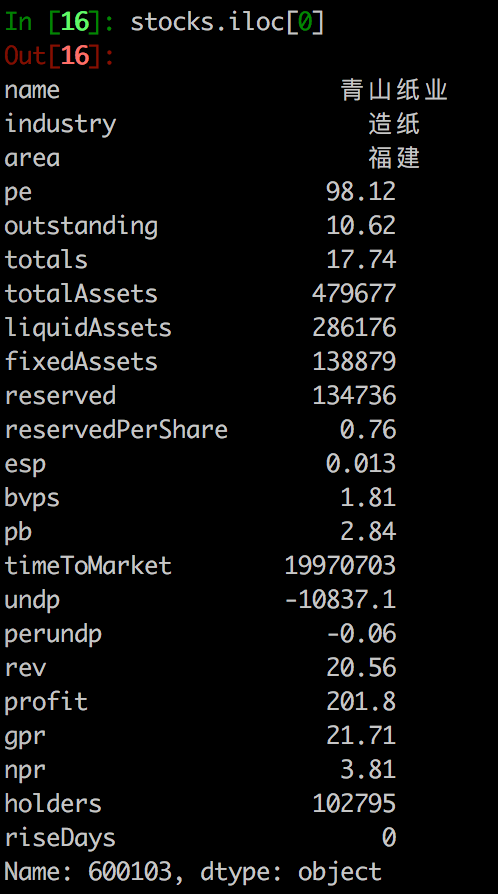 In [16]: stocks.iloc[0]
Out[16]:
name 青山纸业
industry 造纸
area 福建
pe 98.12
outstanding 10.62
totals 17.74
totalAssets 479677
liquidAssets 286176
fixedAssets 138879
reserved 134736
reservedPerShare 0.76
esp 0.013
bvps 1.81
pb 2.84
timeToMarket 19970703
undp -10837.1
perundp -0.06
rev 20.56
profit 201.8
gpr 21.71
npr 3.81
holders 102795
riseDays 0
Name: 600103, dtype: object